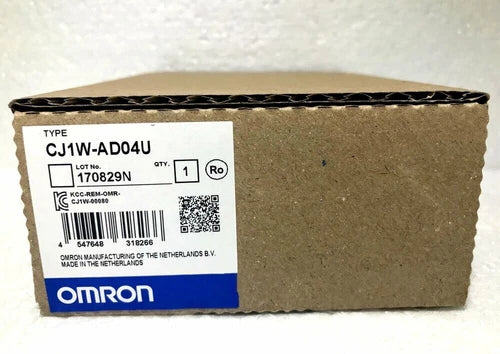 TYPE
CJ1W-AD04U
LOT No. QTY.
170829N 1 Ro
KCC-REM-OMR-
CJ1W-00080
4 547648 318266
OMRON MANUFACTURING OF THE NETHERLANDS B.V.
MADE IN THE NETHERLANDS
OMRON